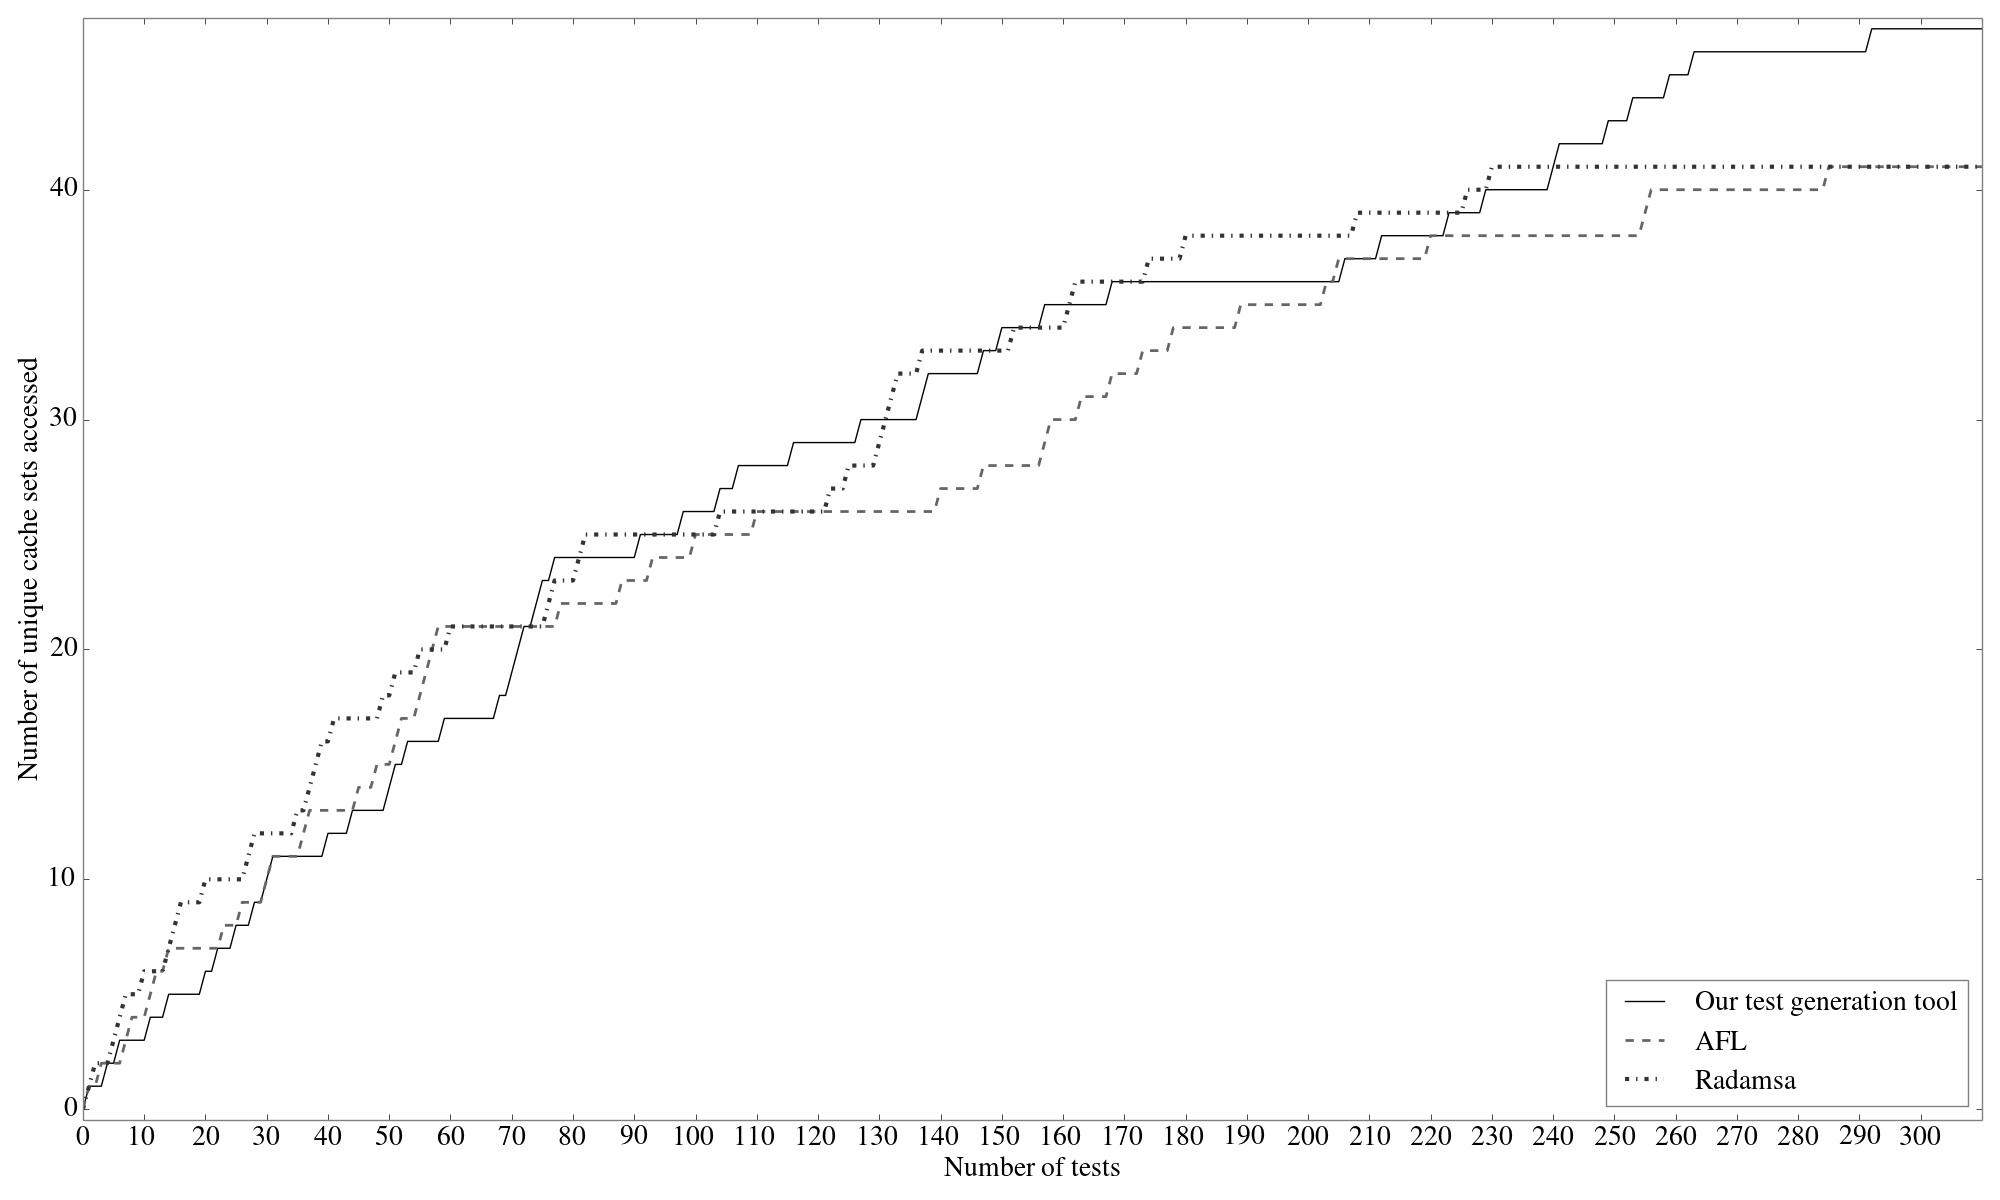 Number of unique cache sets accessed
40
30
20
10
0
0 10 20 30 40 50 60 70 80 90 100 110 120 130 140 150 160 170 180 190 200 210 220 230 240 250 260 270 280 290 300
Number of tests
Our test generation tool
AFL
Radamsa